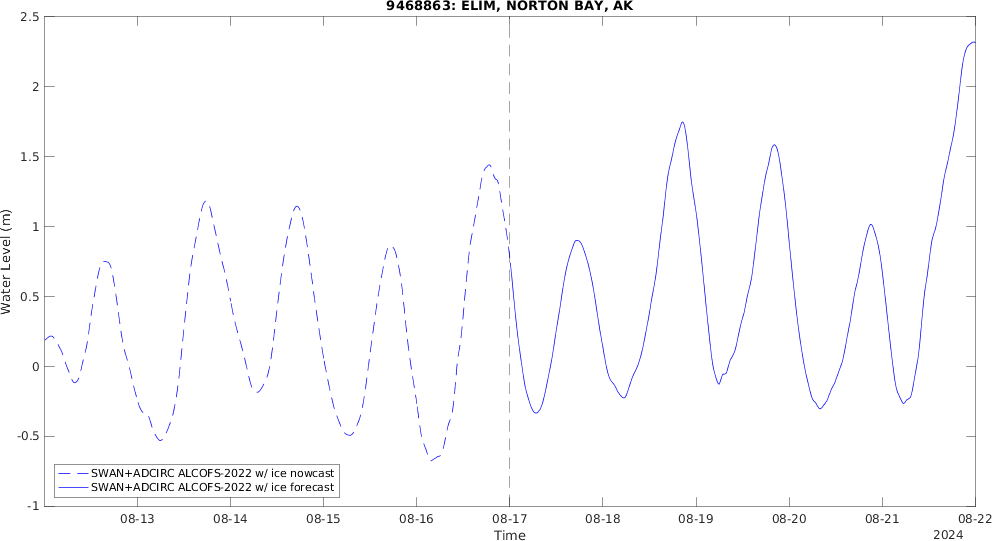 9468863: ELIM, NORTON BAY, AK
2.5
2
1.5
1
0.5
0
-0.5
-1
Water Level (m)
SWAN+ADCIRC ALCOFS-2022 w/ ice nowcast
SWAN+ADCIRC ALCOFS-2022 w/ ice forecast
08-13 08-14 08-15 08-16 08-17 08-18 08-19 08-20 08-21 08-22
Time
2024